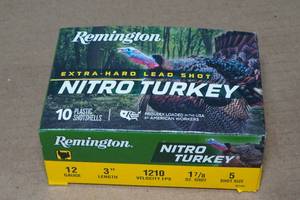 Remington
EXTRA-HARD LEAD SHOT
NITRO TURKEY
10 PLASTIC SHOTSHELLS
PROUDLY LOADED IN THE USA
BY AMERICAN WORKERS
Remington
NITRO
TURKEY
12 3" 1210 1 7/8 5
GAUGE LENGTH VELOCITY FPS OZ. SHOT SHOT SIZE